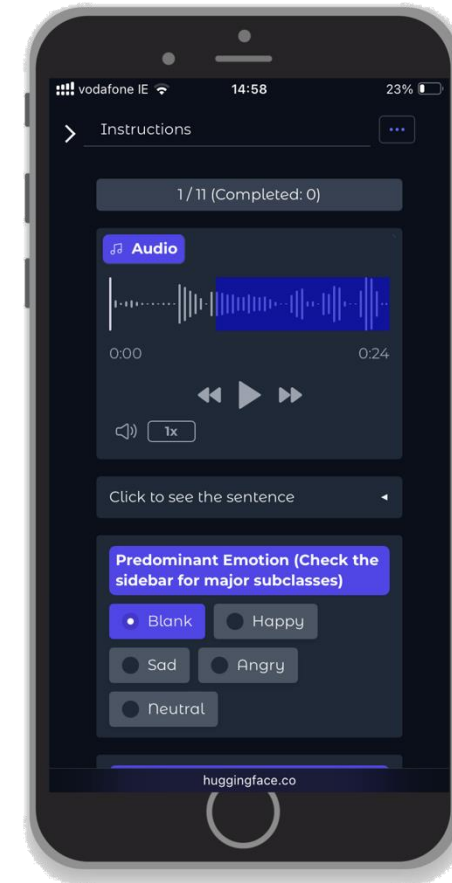 vodafone IE 14:58 23%
Instructions
1 / 11 (Completed: 0)
Audio
0:00 0:24
1x
Click to see the sentence
Predominant Emotion (Check the
sidebar for major subclasses)
Blank Happy
Sad Angry
Neutral
huggingface.co